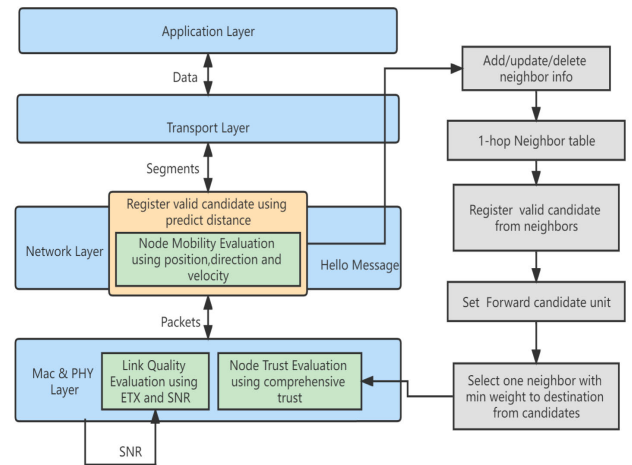 Application Layer
Data
Transport Layer
Segments
Register valid candidate using
predict distance
Network Layer
Node Mobility Evaluation
using position,direction and
velocity
Hello Message
Packets
Mac & PHY
Layer
Link Quality
Evaluation using
ETX and SNR
Node Trust Evaluation
using comprehensive
trust
SNR
Add/update/delete
neighbor info
1-hop Neighbor table
Register valid candidate
from neighbors
Set Forward candidate unit
Select one neighbor with
min weight to destination
from candidates